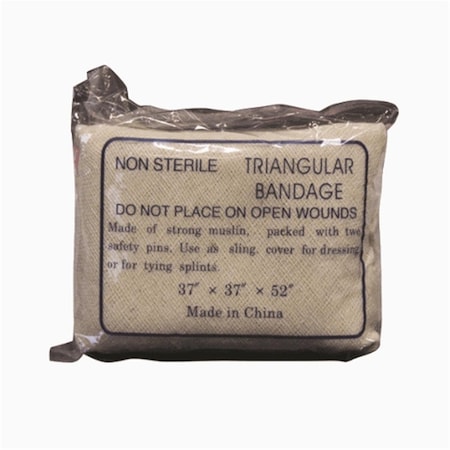 NON STERILE TRIANGULAR
BANDAGE
DO NOT PLACE ON OPEN WOUNDS
Made of strong muslin, packed with two
safety pins. Use as sling. cover for dressing
or for tying splints.
37″ × 37″ × 52″
Made in China